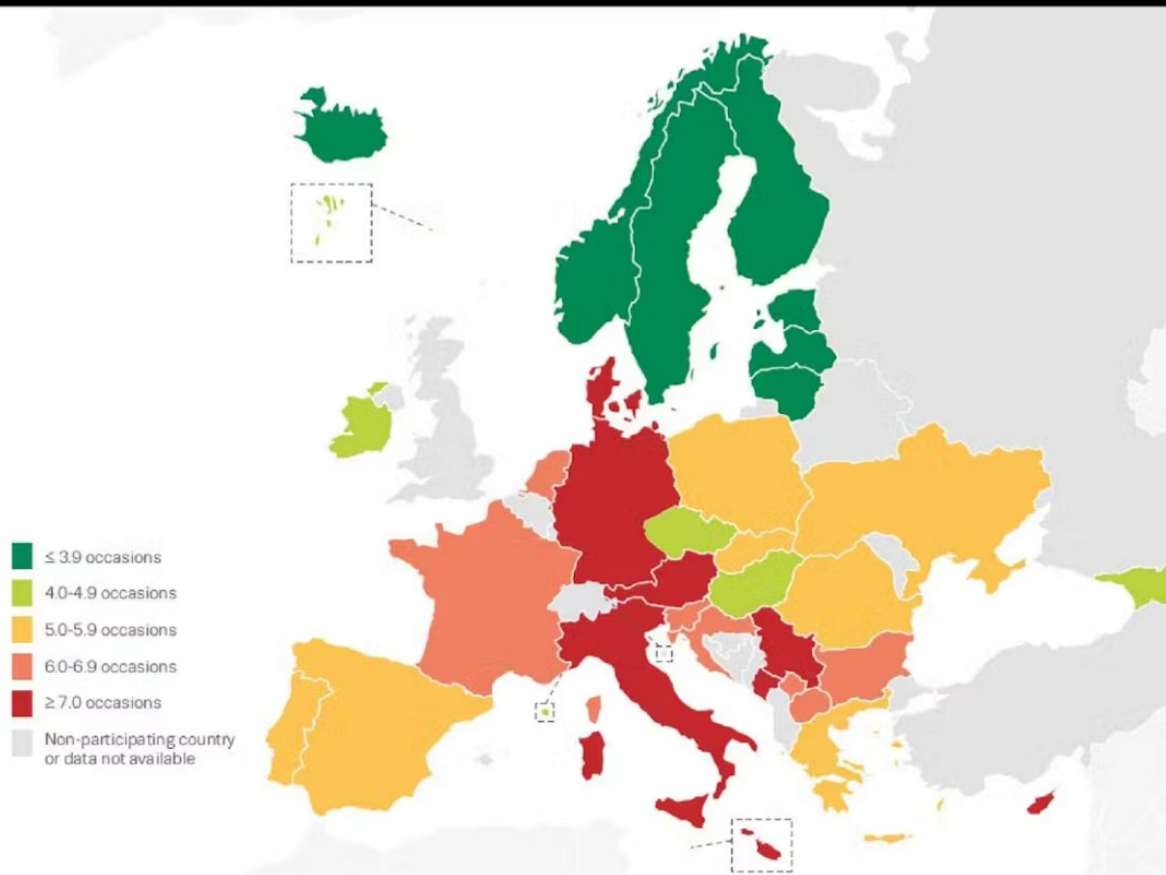 ≤ 3.9 occasions
4.0-4.9 occasions
5.0-5.9 occasions
6.0-6.9 occasions
≥ 7.0 occasions
Non-participating country
or data not available